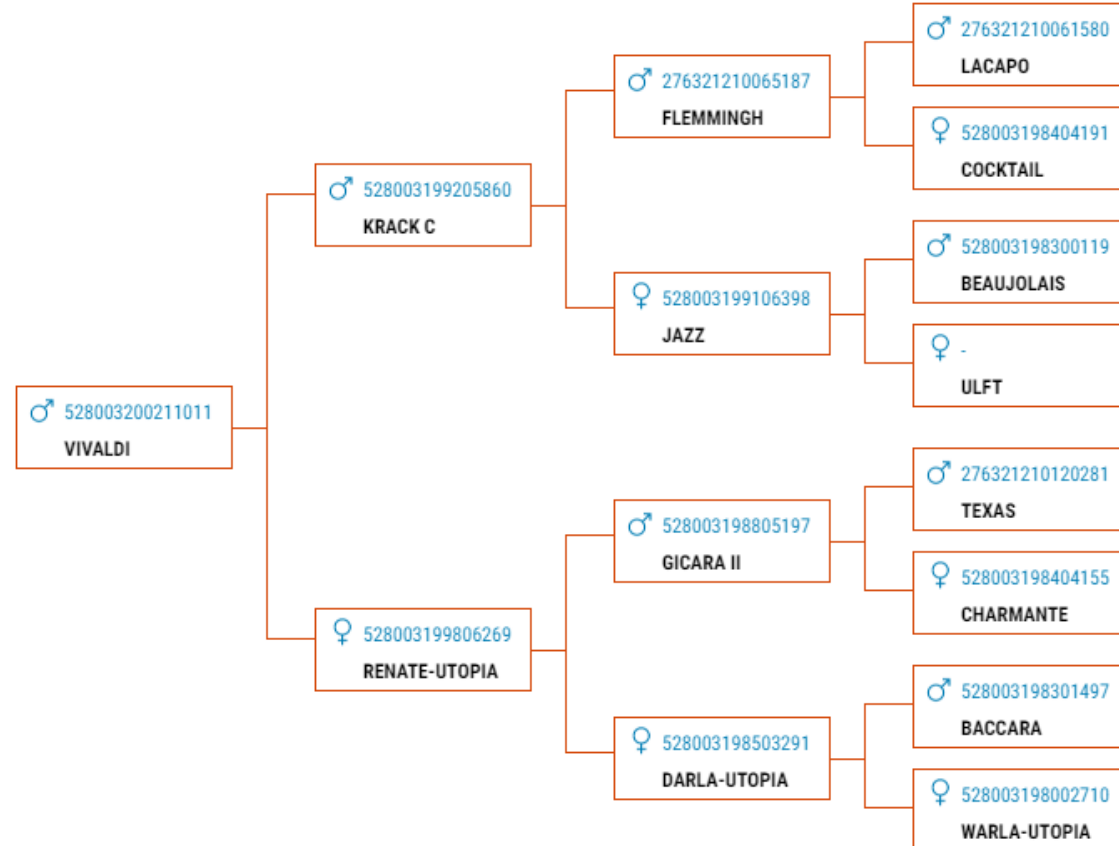 ♂ 276321210061580
LACAPO
♂ 276321210065187
FLEMMINGH
♀ 528003198404191
COCKTAIL
♂ 528003199205860
KRACK C
♂ 528003198300119
BEAUJOLAIS
♀ 528003199106398
JAZZ
♀ -
ULFT
♂ 528003200211011
VIVALDI
♂ 276321210120281
TEXAS
♂ 528003198805197
GICARA II
♀ 528003198404155
CHARMANTE
♀ 528003199806269
RENATE-UTOPIA
♂ 528003198301497
BACCARA
♀ 528003198503291
DARLA-UTOPIA
♀ 528003198002710
WARLA-UTOPIA